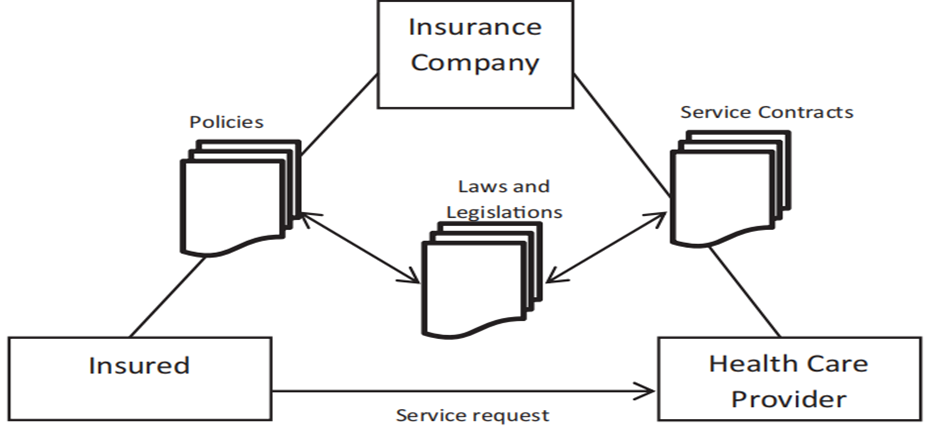 Insurance
Company
Policies
Service Contracts
Laws and
Legislations
Insured
Health Care
Provider
Service request